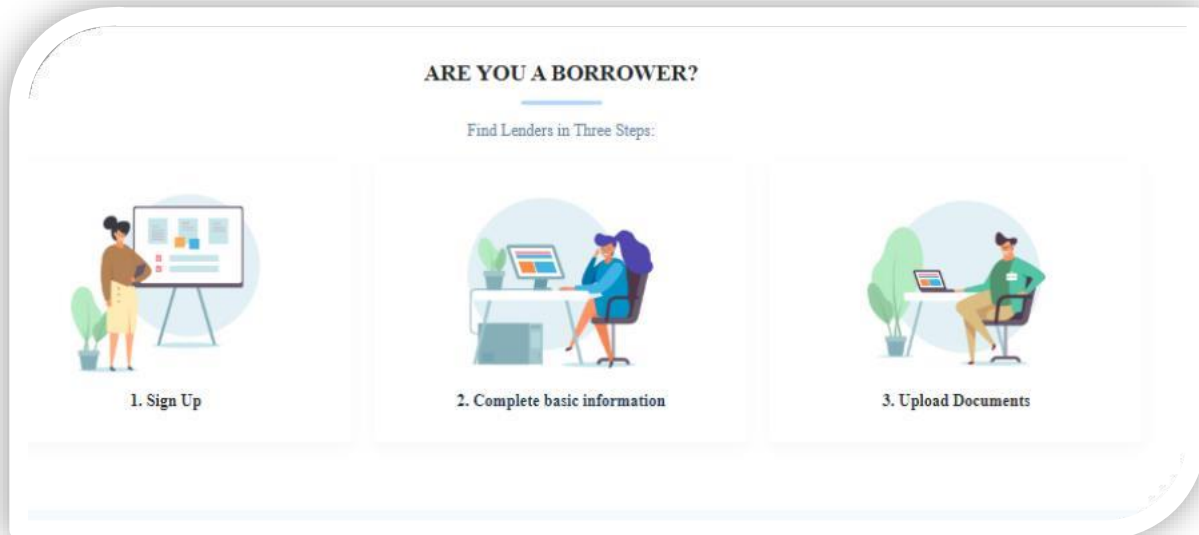 ARE YOU A BORROWER?
Find Lenders in Three Steps:
1. Sign Up
2. Complete basic information
3. Upload Documents